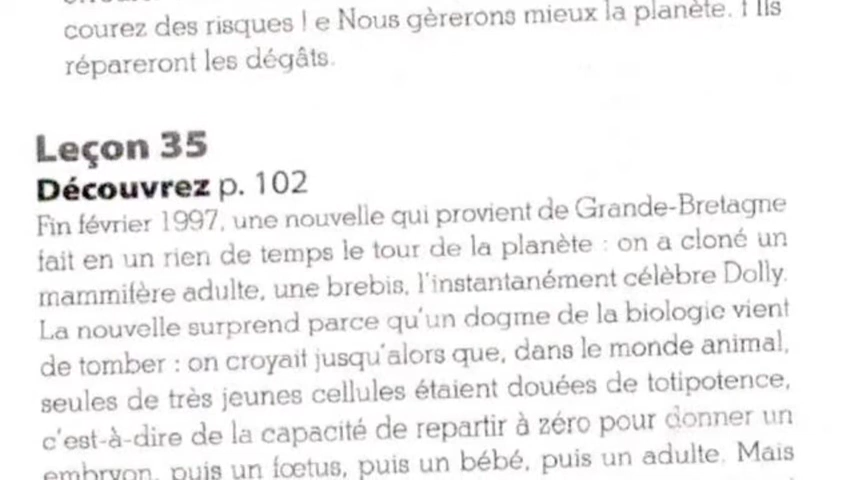 courez des risques ! e Nous gèrerons mieux la planète. f Ils
répareront les dégâts.
Leçon 35
Découvrez p. 102
Fin février 1997, une nouvelle qui provient de Grande-Bretagne
fait en un rien de temps le tour de la planète : on a cloné un
mammifère adulte, une brebis, l'instantanément célèbre Dolly.
La nouvelle surprend parce qu'un dogme de la biologie vient
de tomber : on croyait jusqu'alors que, dans le monde animal,
seules de très jeunes cellules étaient douées de totipotence,
c'est-à-dire de la capacité de repartir à zéro pour donner un
embryon, puis un fœtus, puis un bébé, puis un adulte. Mais